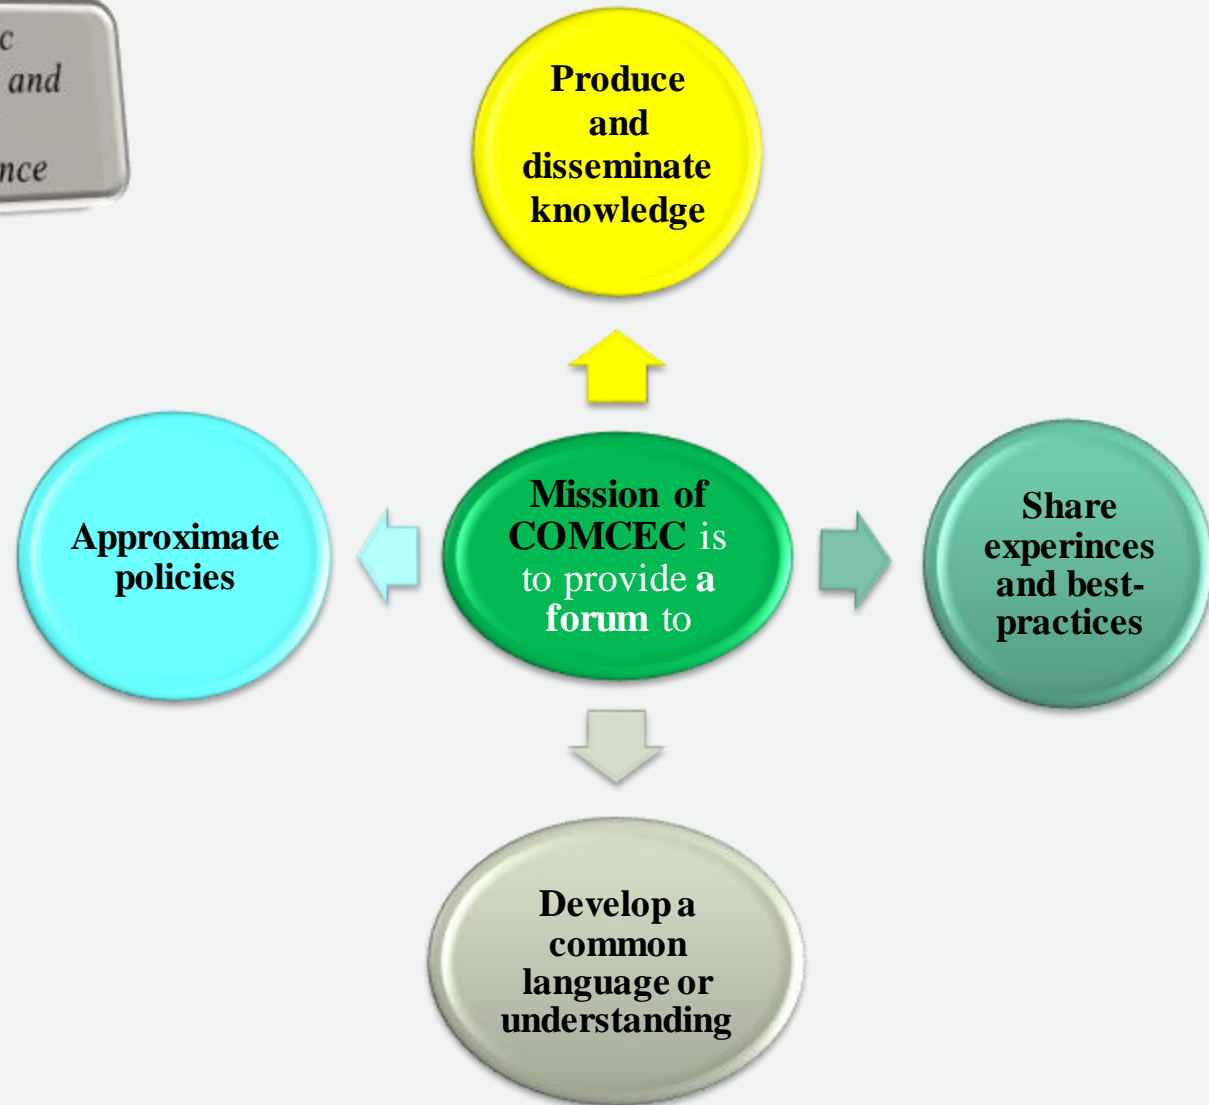 and
Produce
and
disseminate
knowledge
Approximate
policies
Mission of
COMCEC is
to provide a
forum to
Share
experinces
and best-
practices
Develop a
common
language or
understanding